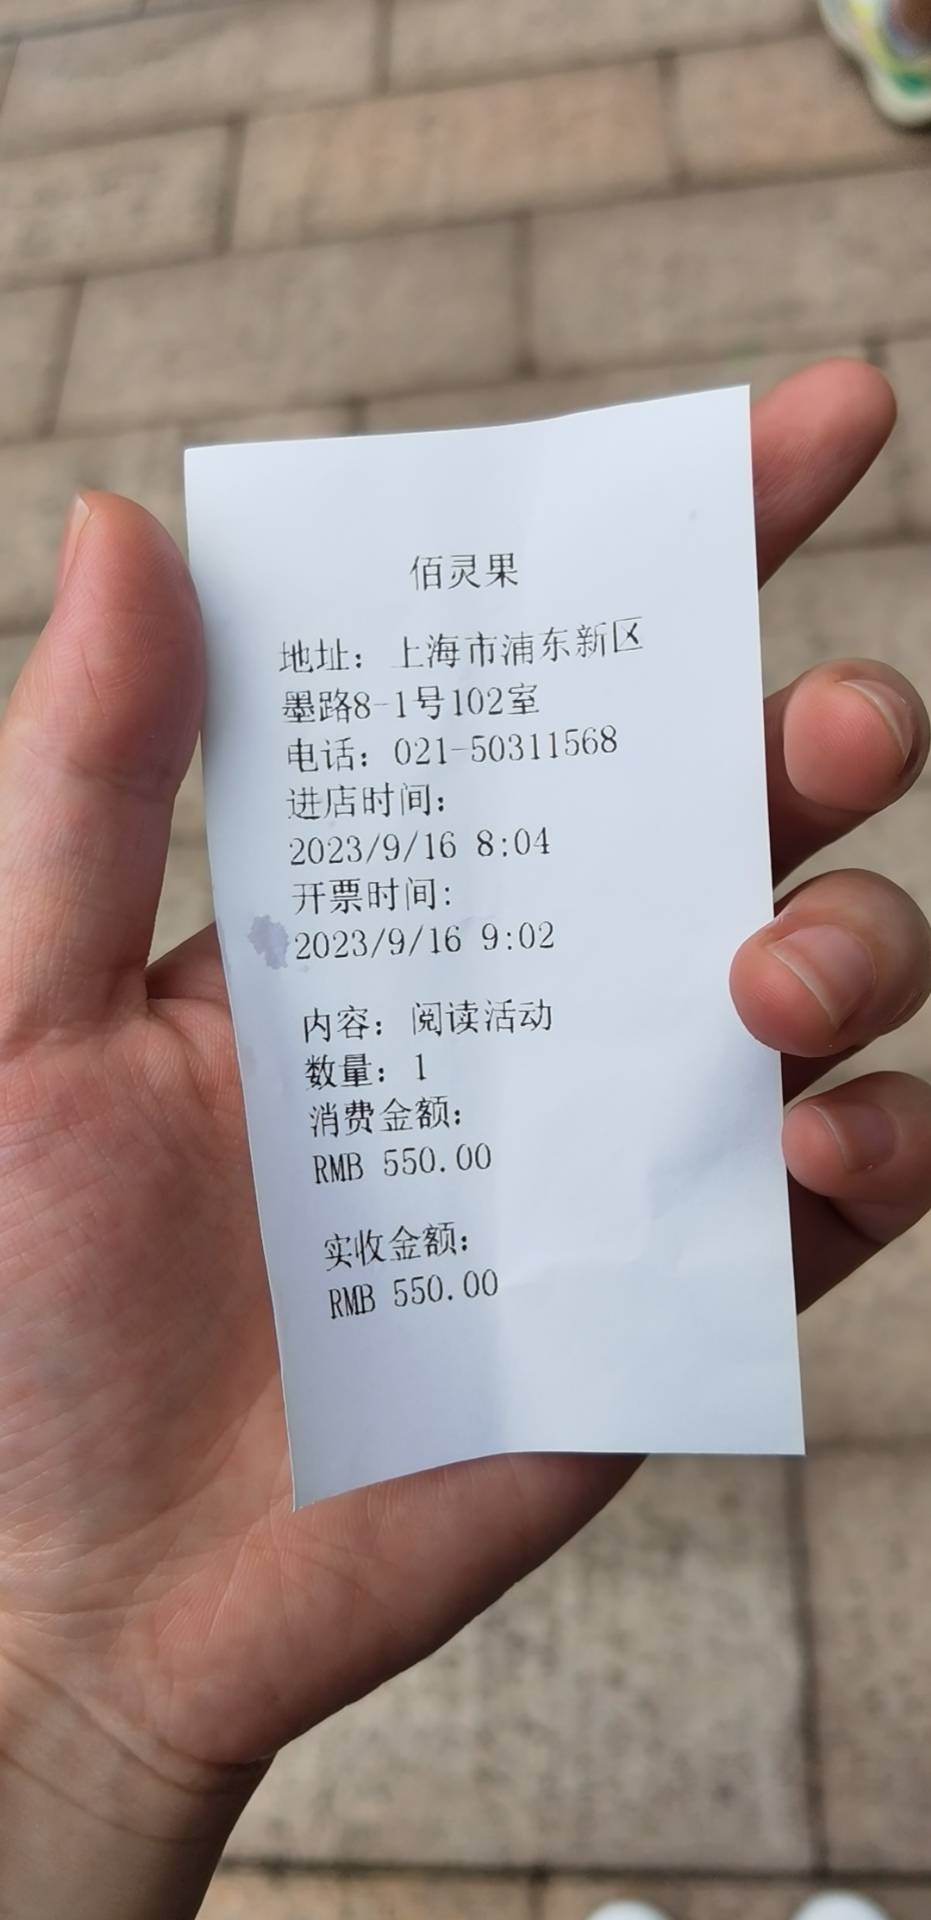 佰灵果
地址：上海市浦东新区
墨路8-1号102室
电话：021-50311568
进店时间：
2023/9/16 8:04
开票时间：
2023/9/16 9:02
内容：阅读活动
数量：1
消费金额：
RMB 550.00
实收金额：
RMB 550.00